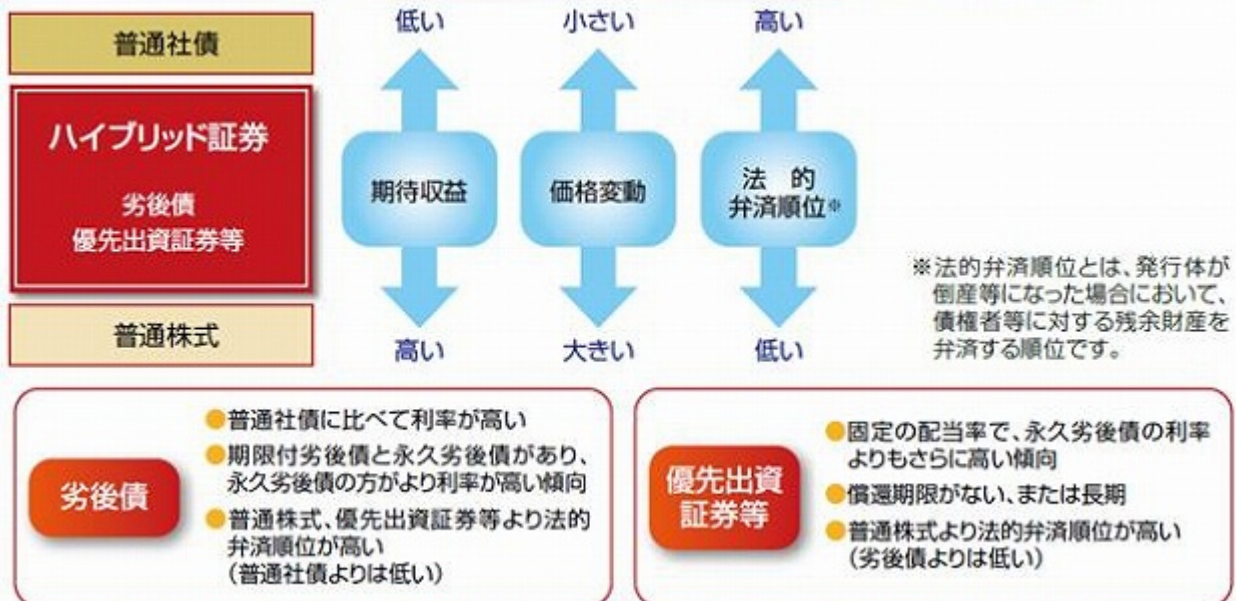 普通社債
ハイブリッド証券
劣後債
優先出資証券等
普通株式
低い
小さい
高い
期待収益
価格変動
法的
弁済順位※
高い
大きい
低い
※法的弁済順位とは、発行体が
倒産等になった場合において、
債権者等に対する残余財産を
弁済する順位です。
劣後債
●普通社債に比べて利率が高い
●期限付劣後債と永久劣後債があり、
永久劣後債の方がより利率が高い傾向
●普通株式、優先出資証券等より法的
弁済順位が高い
（普通社債よりは低い）
優先出資
証券等
●固定の配当率で、永久劣後債の利率
よりもさらに高い傾向
●償還期限がない、または長期
●普通株式より法的弁済順位が高い
（劣後債よりは低い）